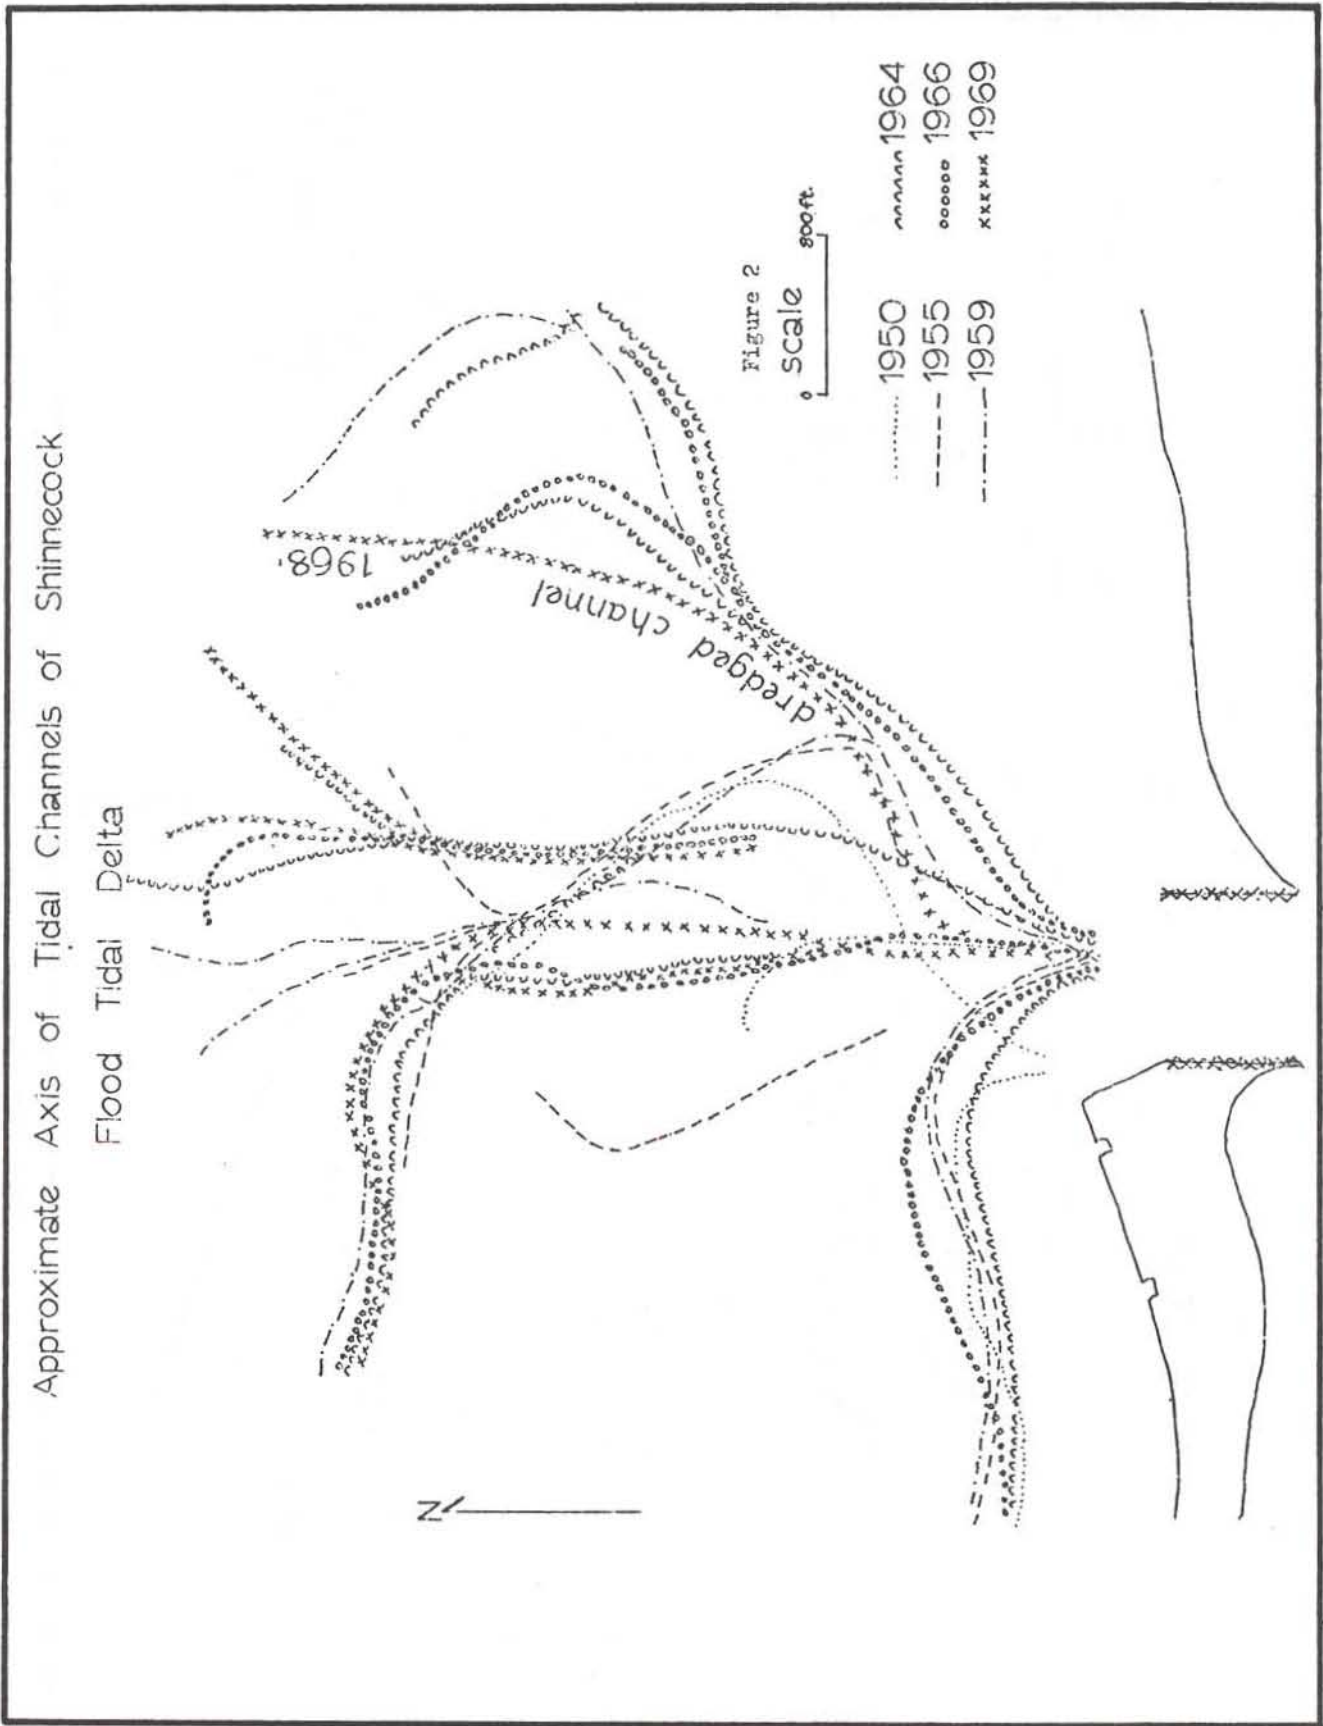 Approximate Axis of Tidal Channels of Shinnecock
Flood Tidal Delta
1968
dredged channel
N
Figure 2
Scale
0 800ft.
1950
1955
1959
1964
1966
1969